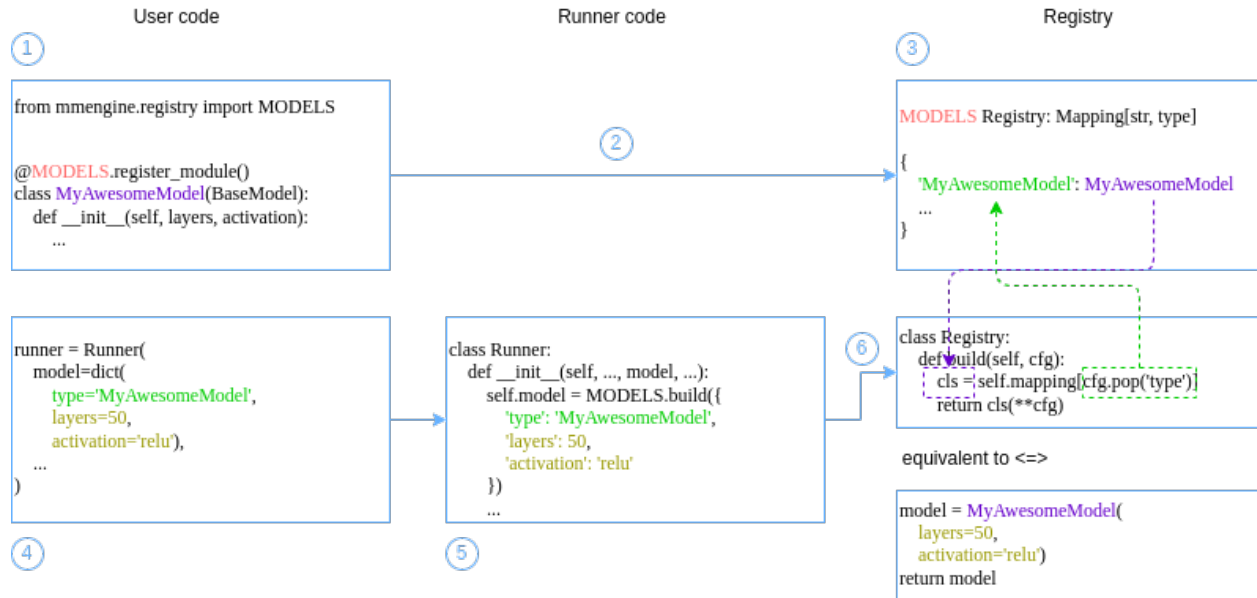 User code
Runner code
Registry
1
from mmengine.registry import MODELS
@MODELS.register_module()
class MyAwesomeModel(BaseModel):
def __init__(self, layers, activation):
...
2
3
MODELS Registry: Mapping[str, type]
{
'MyAwesomeModel': MyAwesomeModel
...
}
runner = Runner(
model=dict(
type='MyAwesomeModel',
layers=50,
activation='relu'),
...
)
4
class Runner:
def __init__(self, ..., model, ...):
self.model = MODELS.build({
'type': 'MyAwesomeModel',
'layers': 50,
'activation': 'relu'
})
...
5
6
class Registry:
def build(self, cfg):
cls = self.mapping[cfg.pop('type')]
return cls(**cfg)
equivalent to <=>
model = MyAwesomeModel(
layers=50,
activation='relu')
return model